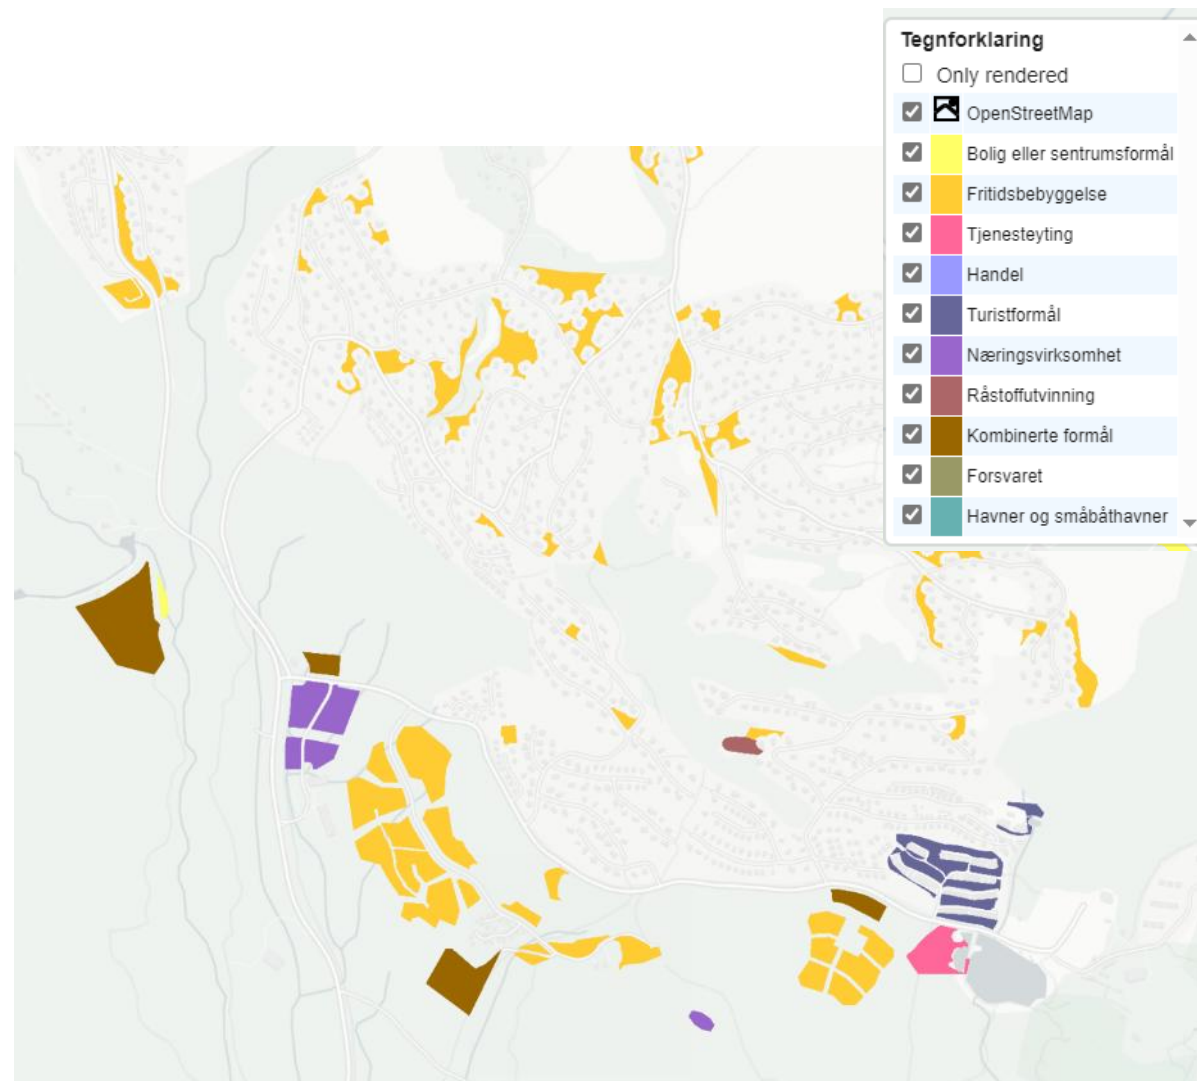 Tegnforklaring
Only rendered
OpenStreetMap
Bolig eller sentrumsformål
Fritidsbebyggelse
Tjenesteyting
Handel
Turistformål
Næringsvirksomhet
Råstoffutvinning
Kombinerte formål
Forsvaret
Havner og småbåthavner